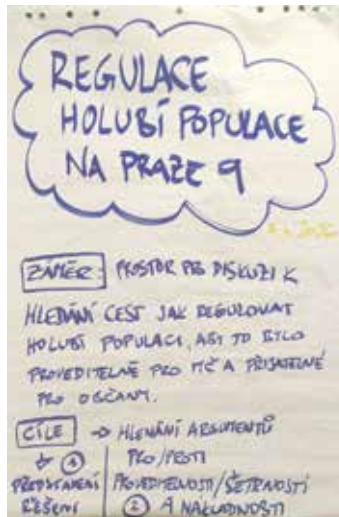 REGULACE
HOLUBÍ POPULACE
NA PRAZE 9
ZÁMĚR: PROSTOR PRO DISKUZI K
HLEDÁNÍ CEST JAK REGULOVAT
HOLUBÍ POPULACI, ABY TO BYLO
PROVEDITELNÉ PRO MČ A PŘIJATELNÉ
PRO OBČANY.
CÍLE → HLEDÁNÍ ARGUMENTŮ
↓ ① PRO/PROTI
PŘEDSTAVENÍ PROVEDITELNOSTI/ŠETRNOSTI
ŘEŠENÍ ② A NÁKLADNOSTI